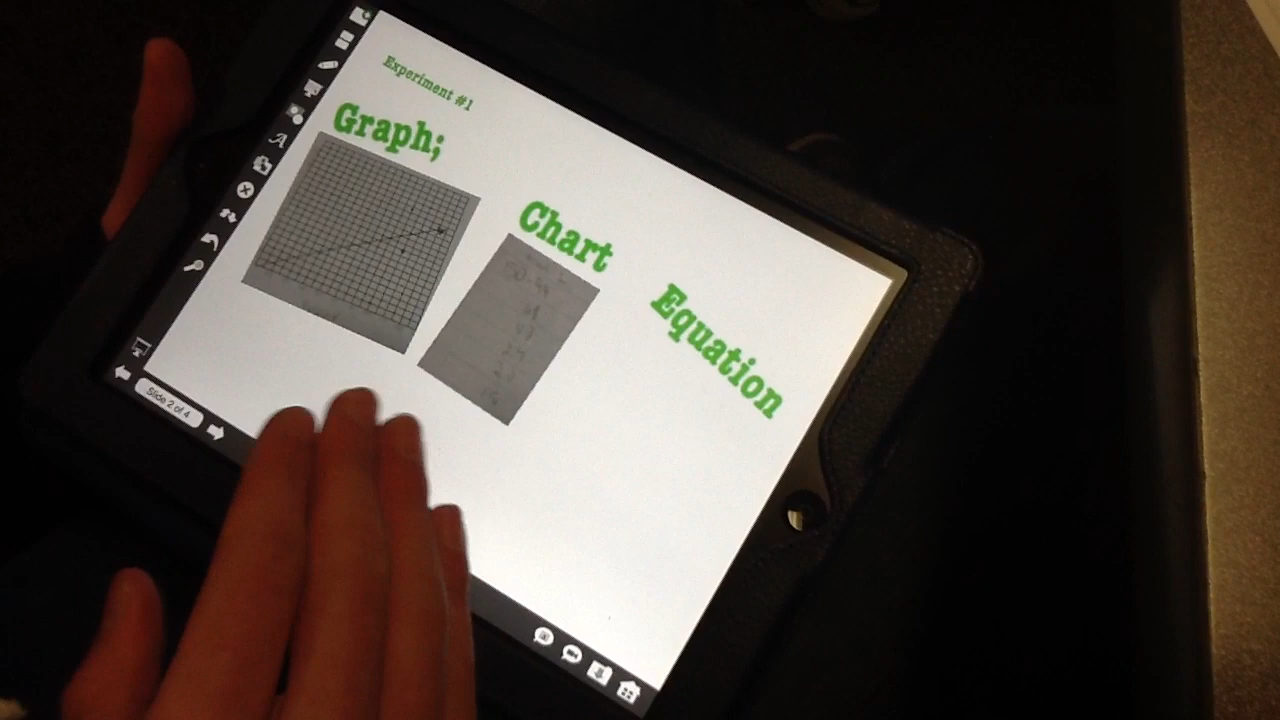 Experiment #1
Graph;
Chart
Equation
Slide 2 of 4